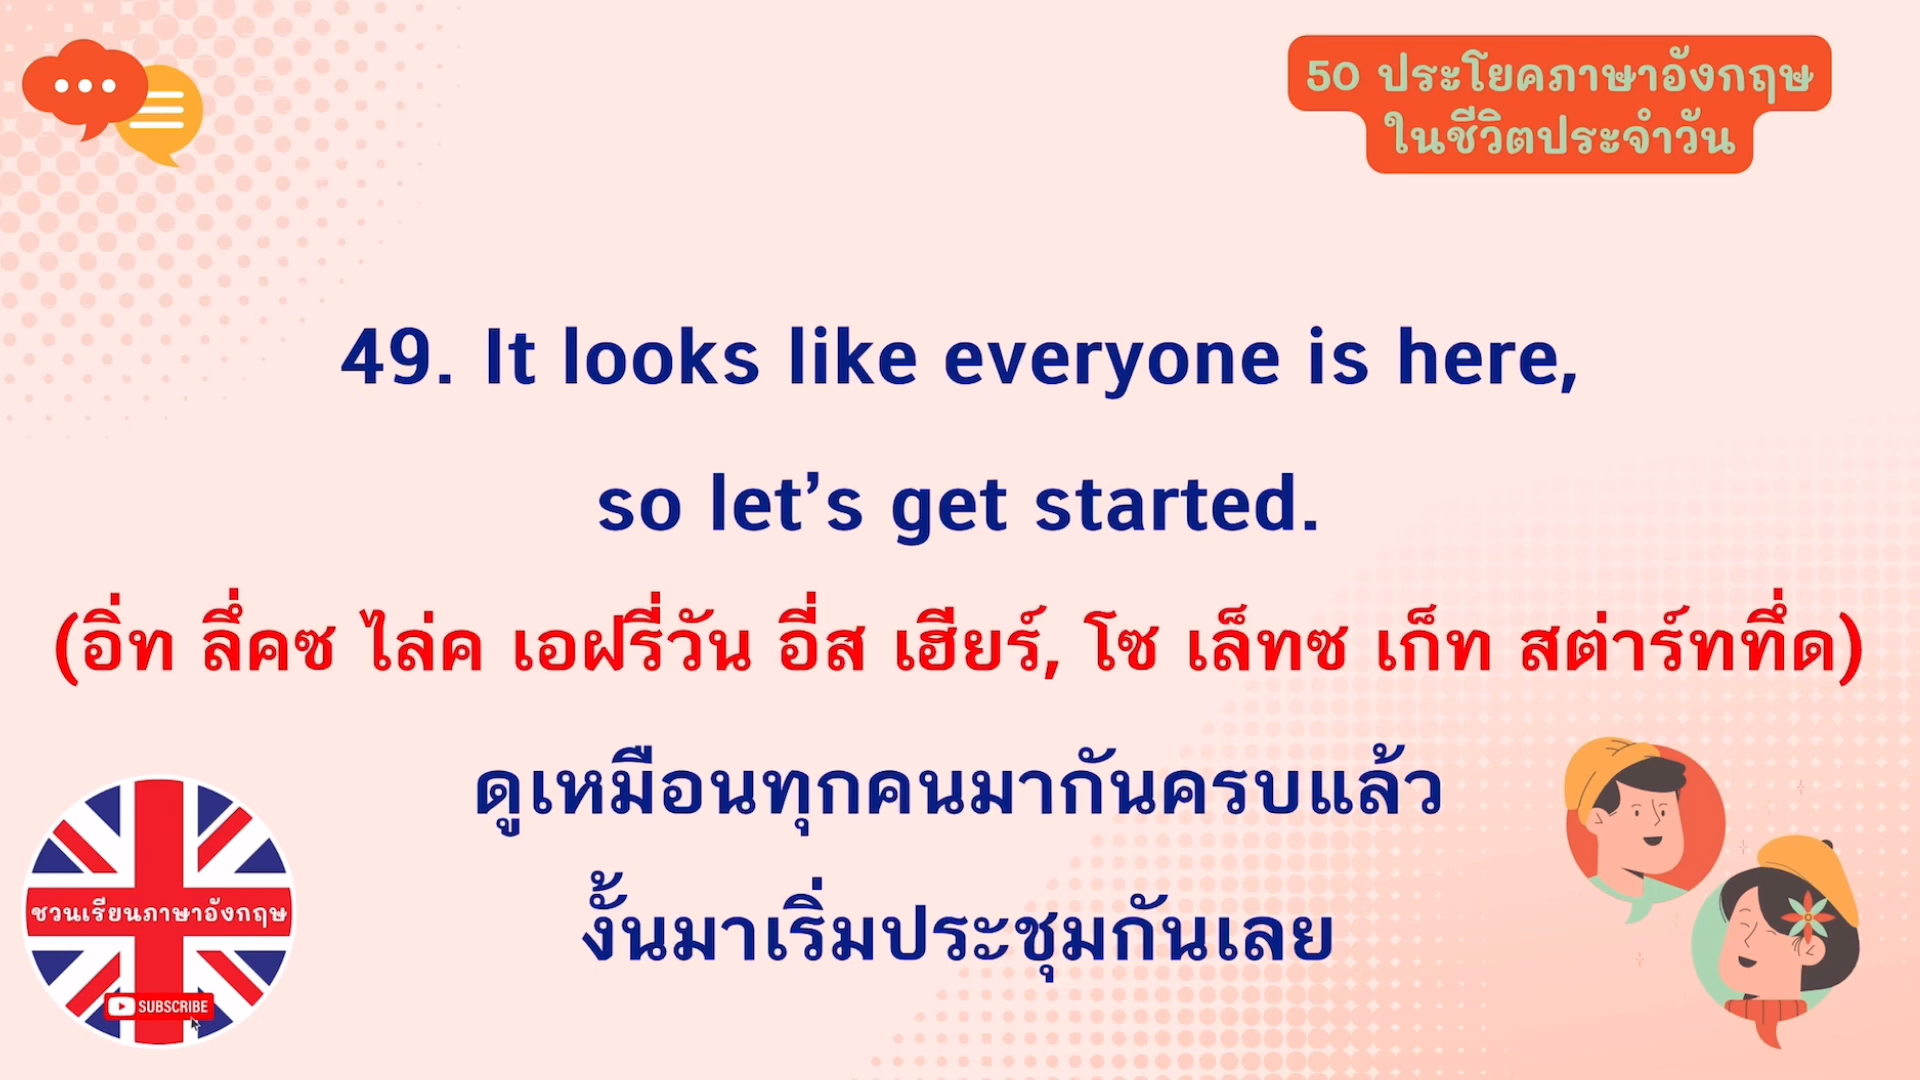 50 ประโยคภาษาอังกฤษ
ในชีวิตประจำวัน
49. It looks like everyone is here,
so let’s get started.
(อิ่ท ลึ่คซ ไล่ค เอฝรี่วัน อี่ส เฮียร์, โซ เล็ทซ เก็ท สต่าร์ททึ่ด)
ดูเหมือนทุกคนมากันครบแล้ว
งั้นมาเริ่มประชุมกันเลย
ชวนเรียนภาษาอังกฤษ
SUBSCRIBE